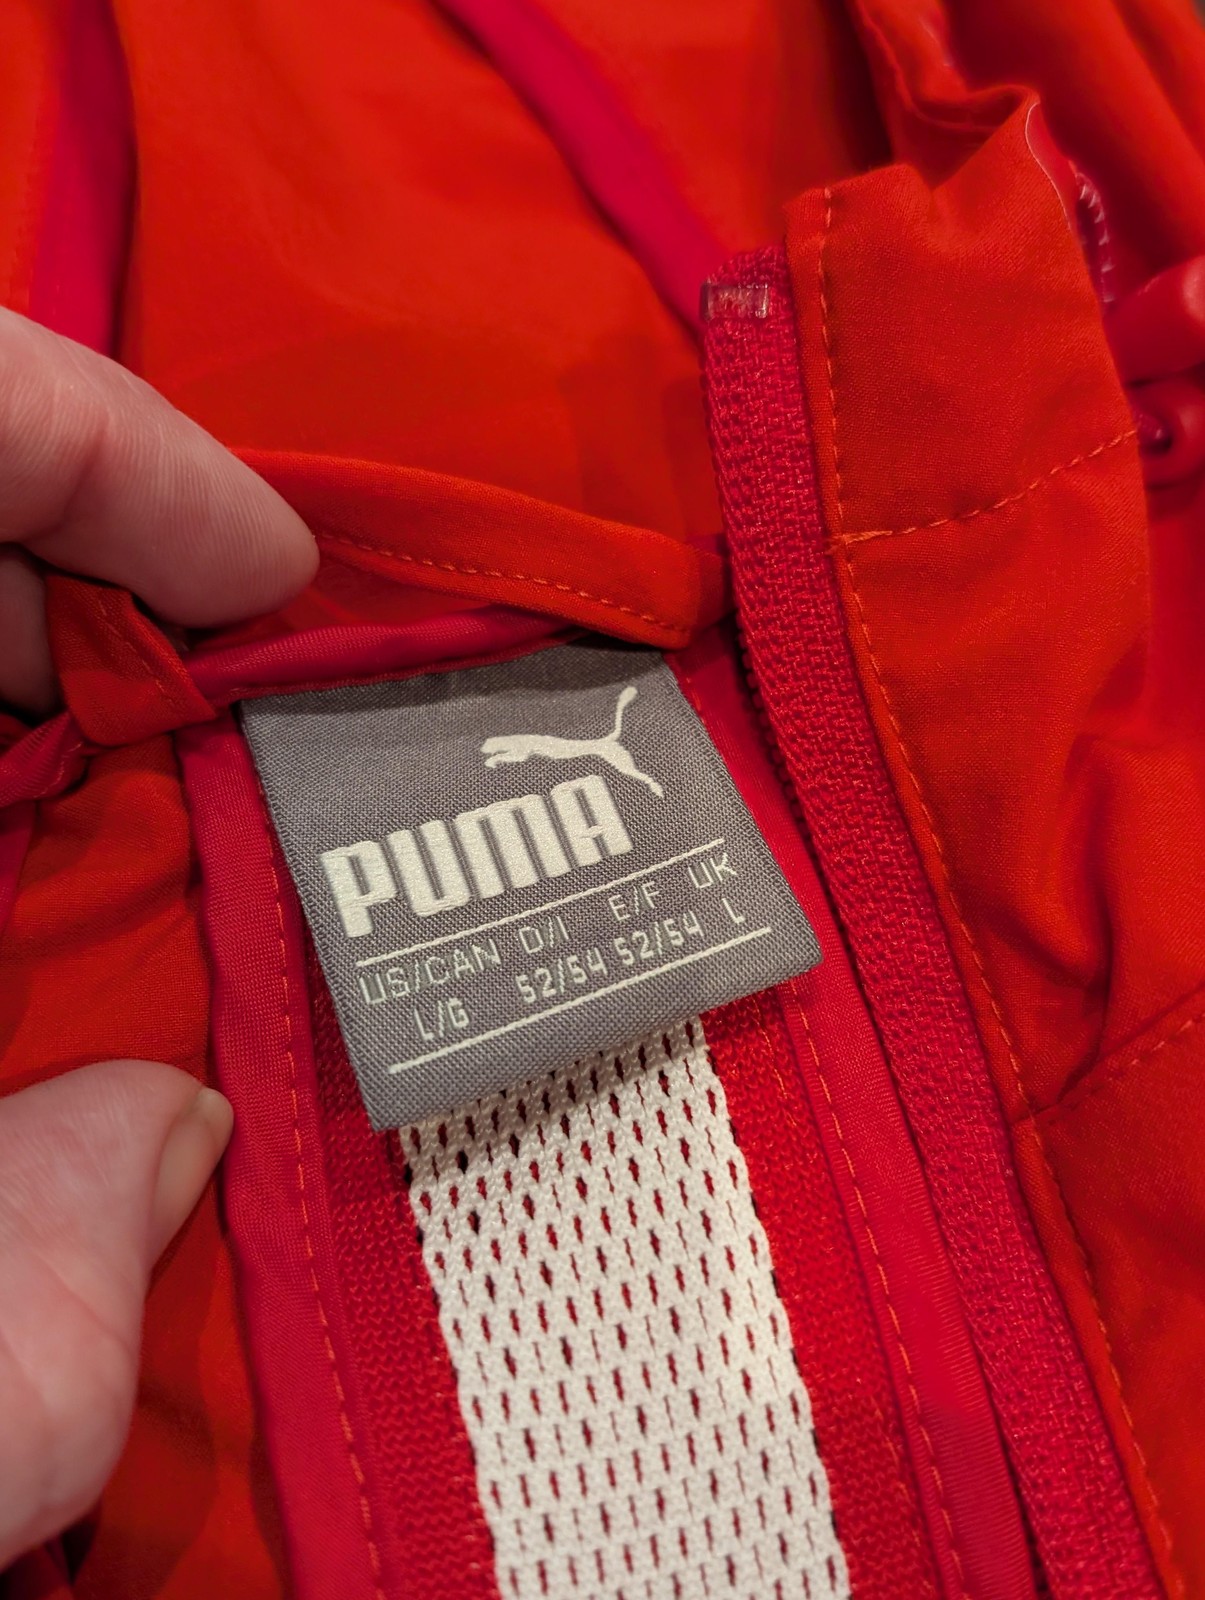 PUMA
US/CAN D/I E/F UK
L/G 52/54 52/54 L